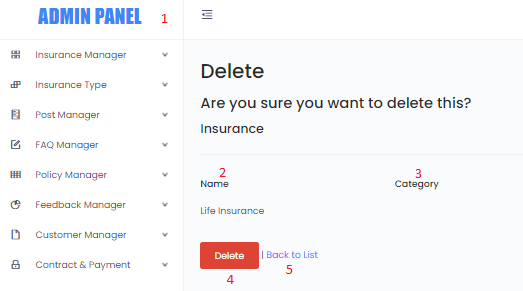 ADMIN PANEL 1
Insurance Manager
Insurance Type
Post Manager
FAQ Manager
Policy Manager
Feedback Manager
Customer Manager
Contract & Payment
Delete
Are you sure you want to delete this?
Insurance
2 3
Name Category
Life Insurance
Delete | Back to List
4 5